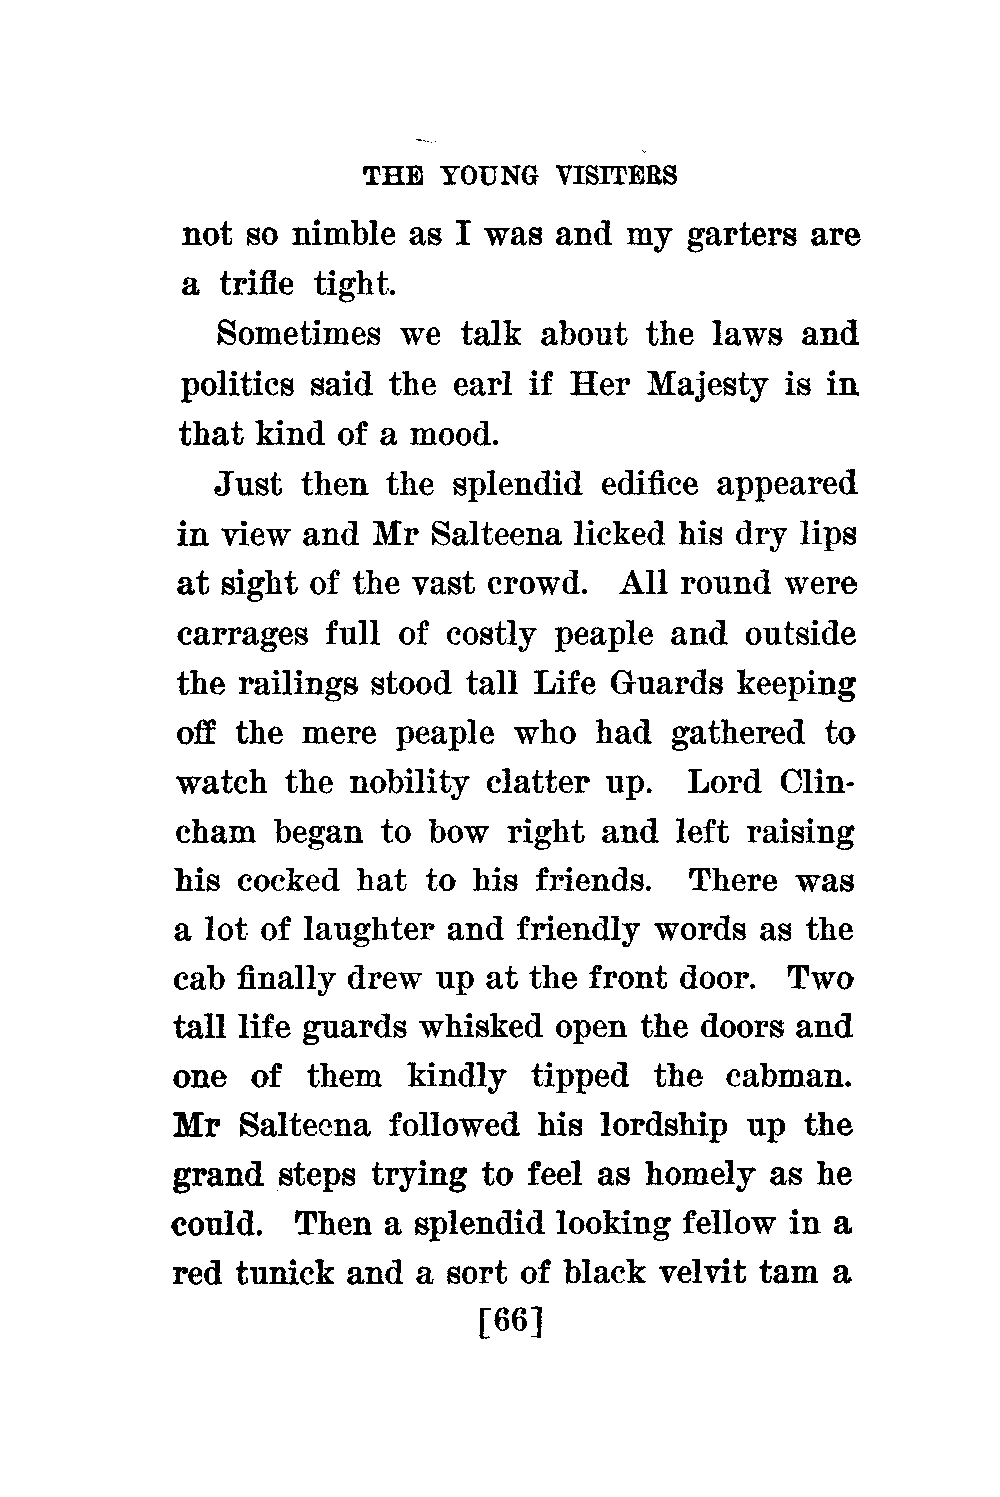 THE YOUNG VISITERS
not so nimble as I was and my garters are
a trifle tight.
Sometimes we talk about the laws and
politics said the earl if Her Majesty is in
that kind of a mood.
Just then the splendid edifice appeared
in view and Mr Salteena licked his dry lips
at sight of the vast crowd. All round were
carrages full of costly peaple and outside
the railings stood tall Life Guards keeping
off the mere peaple who had gathered to
watch the nobility clatter up. Lord Clin-
cham began to bow right and left raising
his cocked hat to his friends. There was
a lot of laughter and friendly words as the
cab finally drew up at the front door. Two
tall life guards whisked open the doors and
one of them kindly tipped the cabman.
Mr Salteena followed his lordship up the
grand steps trying to feel as homely as he
could. Then a splendid looking fellow in a
red tunick and a sort of black velvit tam a
[66]